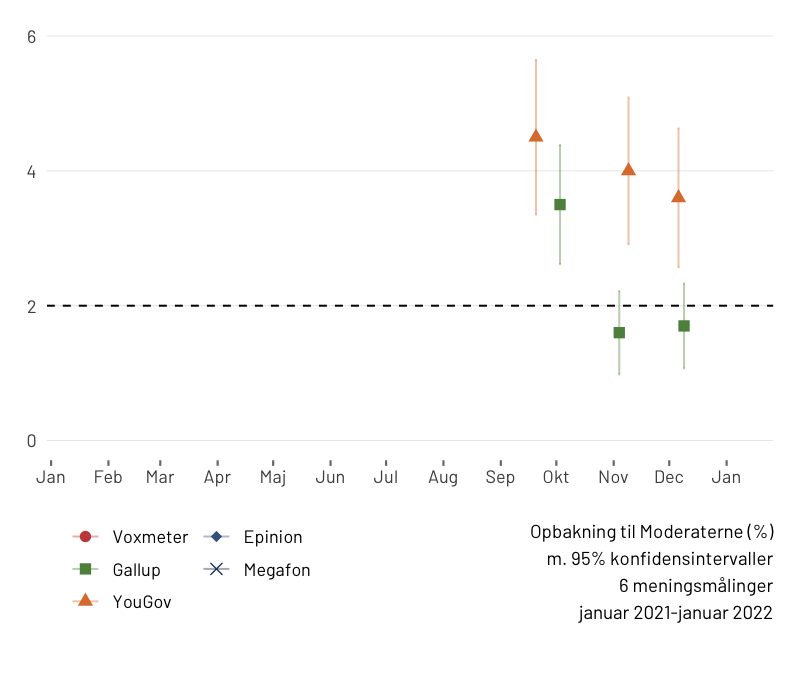 6
4
2
0
Jan Feb Mar Apr Maj Jun Jul Aug Sep Okt Nov Dec Jan
Voxmeter Epinion
Gallup Megafon
YouGov
Opbakning til Moderaterne (%)
m. 95% konfidensintervaller
6 meningsmålinger
januar 2021-januar 2022